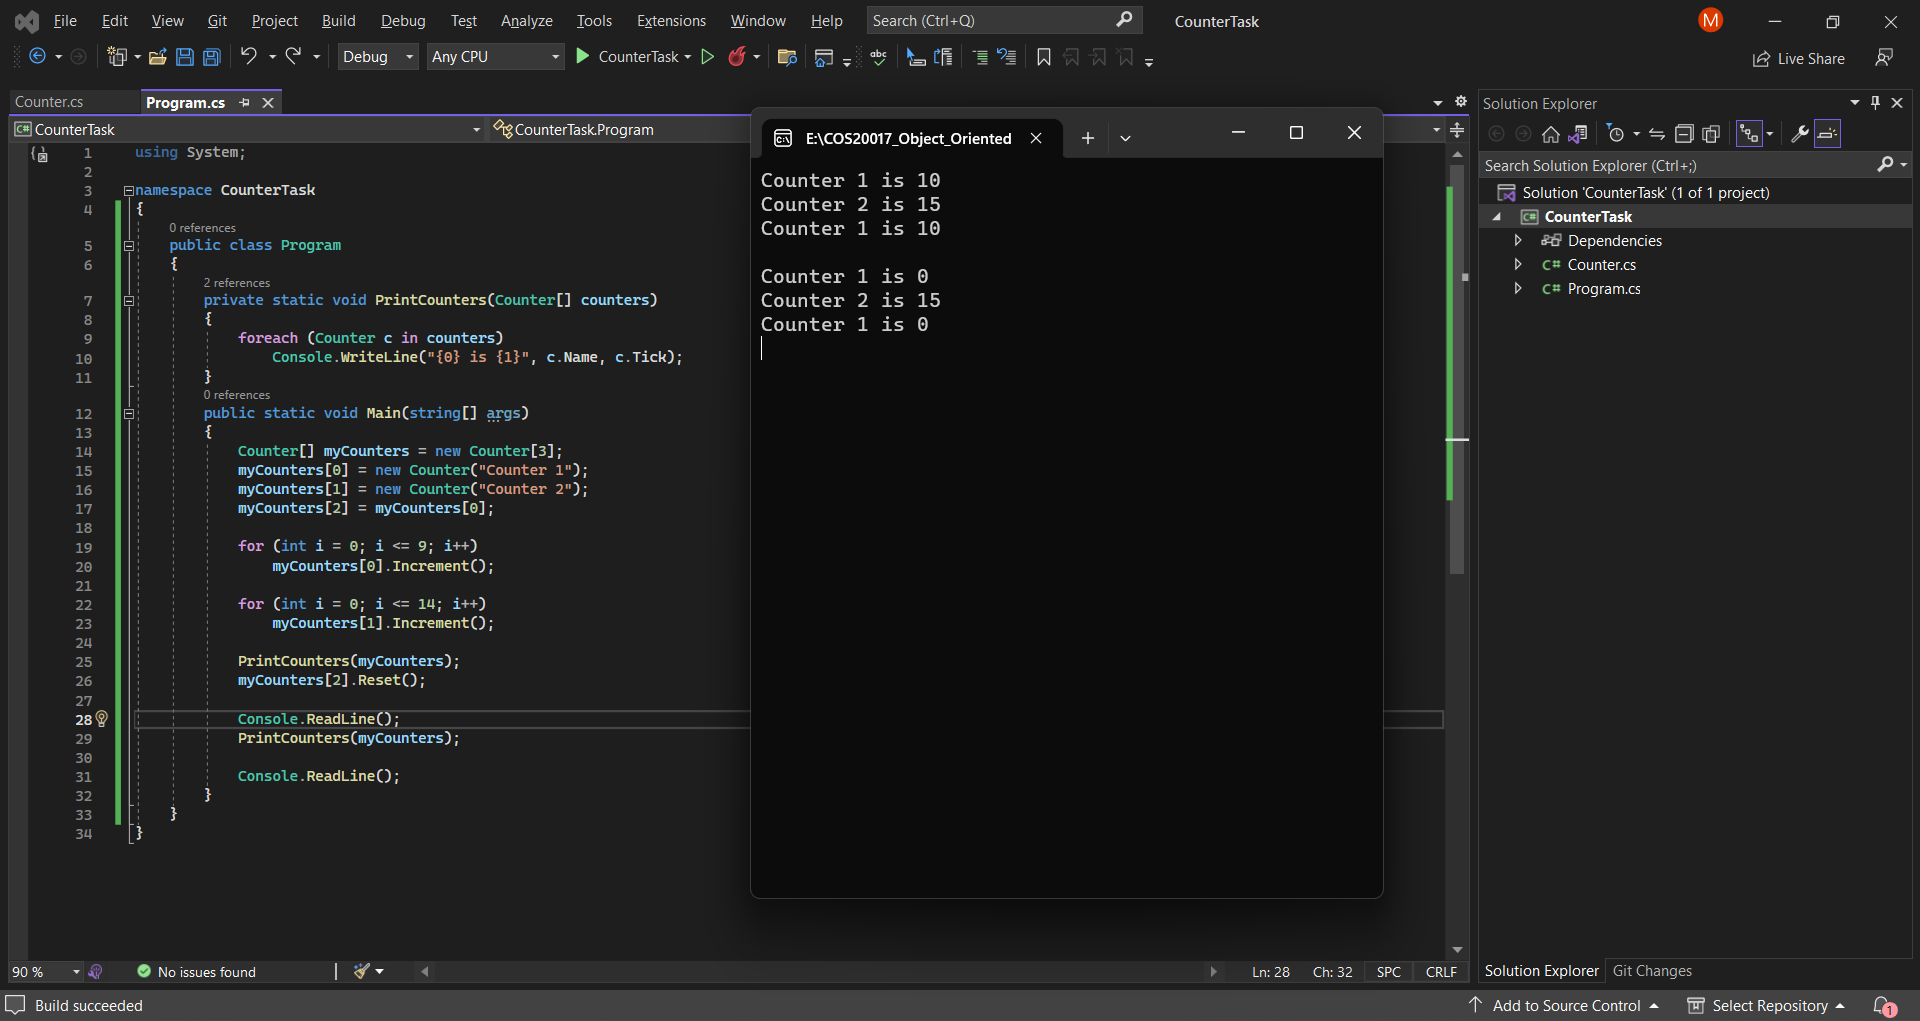 File Edit View Git Project Build Debug Test Analyze Tools Extensions Window Help Search (Ctrl+Q) CounterTask M
Debug Any CPU CounterTask abc Live Share
Counter.cs Program.cs
C# CounterTask CounterTask.Program
1 using System;
2
3 namespace CounterTask
4 {
0 references
5 public class Program
6 {
2 references
7 private static void PrintCounters(Counter[] counters)
8 {
9 foreach (Counter c in counters)
10 Console.WriteLine("{0} is {1}", c.Name, c.Tick);
11 }
0 references
12 public static void Main(string[] args)
13 {
14 Counter[] myCounters = new Counter[3];
15 myCounters[0] = new Counter("Counter 1");
16 myCounters[1] = new Counter("Counter 2");
17 myCounters[2] = myCounters[0];
18
19 for (int i = 0; i <= 9; i++)
20 myCounters[0].Increment();
21
22 for (int i = 0; i <= 14; i++)
23 myCounters[1].Increment();
24
25 PrintCounters(myCounters);
26 myCounters[2].Reset();
27
28 Console.ReadLine();
29 PrintCounters(myCounters);
30
31 Console.ReadLine();
32 }
33 }
34 }
E:\COS20017_Object_Oriented
Counter 1 is 10
Counter 2 is 15
Counter 1 is 10
Counter 1 is 0
Counter 2 is 15
Counter 1 is 0
Solution Explorer
Search Solution Explorer (Ctrl+;)
Solution 'CounterTask' (1 of 1 project)
C# CounterTask
Dependencies
C# Counter.cs
C# Program.cs
90 % No issues found Ln: 28 Ch: 32 SPC CRLF
Solution Explorer Git Changes
Build succeeded Add to Source Control Select Repository 1